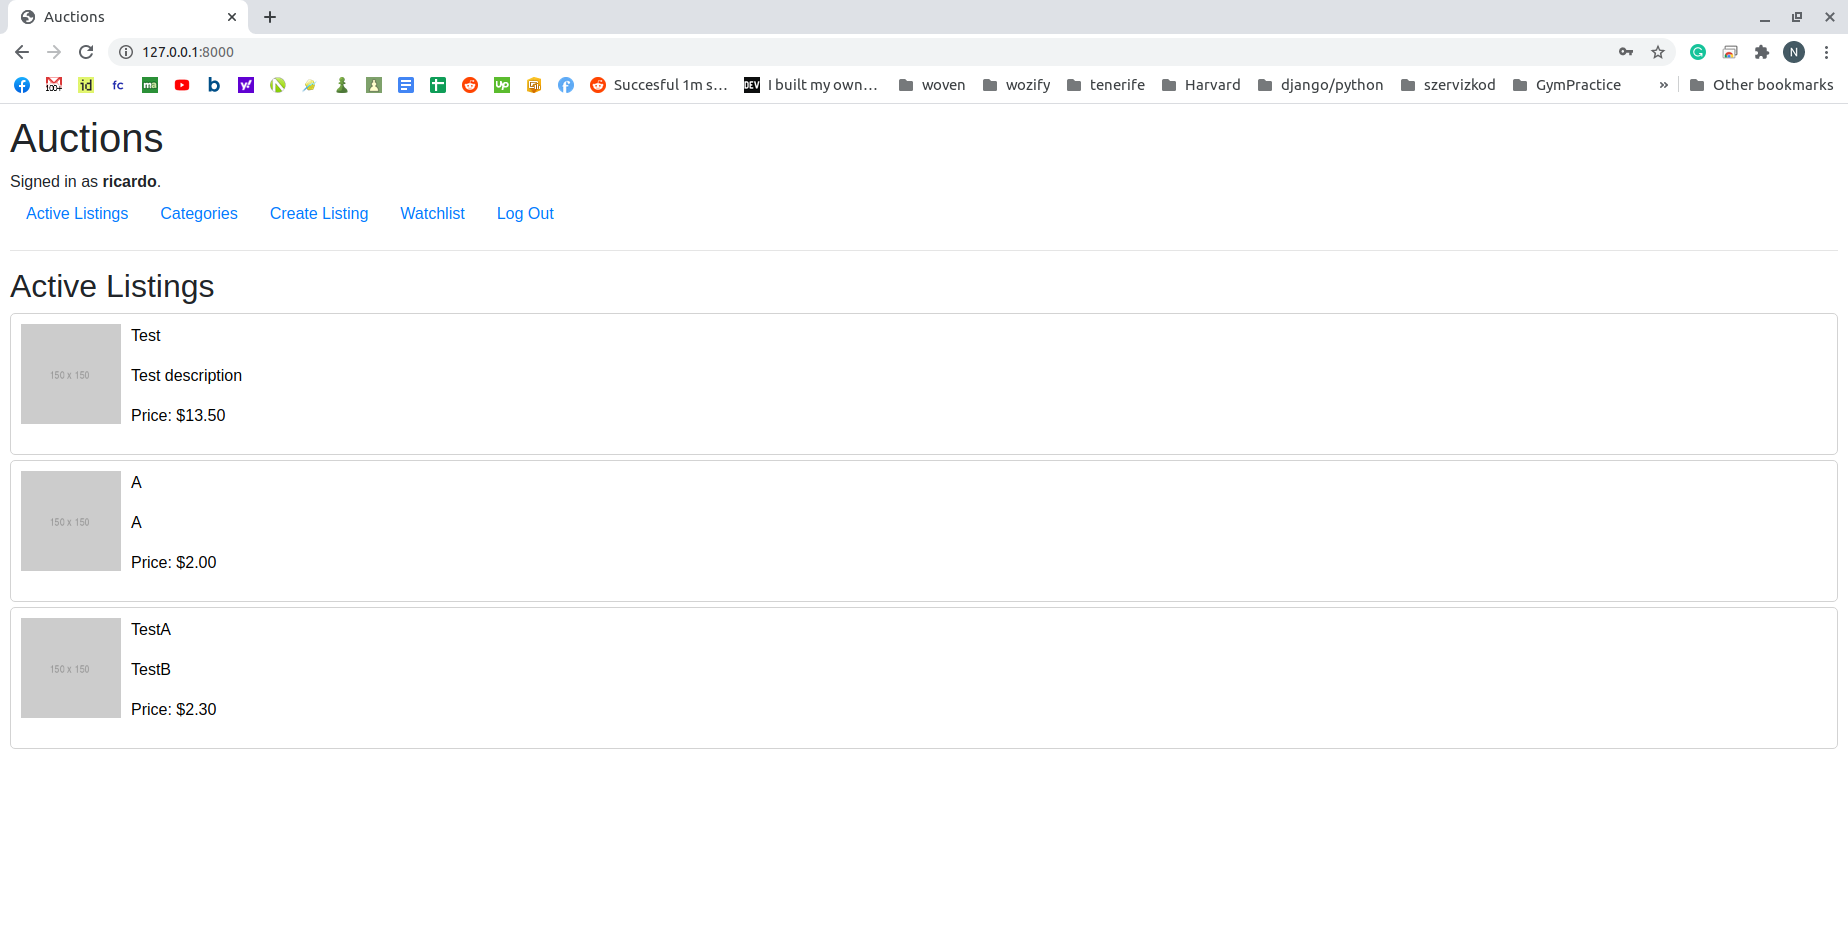 Auctions
127.0.0.1:8000
N
100+ id fc ma b y! up f Succesful 1m s... DEV I built my own... woven wozify tenerife Harvard django/python szervizkod GymPractice » Other bookmarks
Auctions
Signed in as ricardo.
Active Listings Categories Create Listing Watchlist Log Out
Active Listings
150 x 150
Test
Test description
Price: $13.50
150 x 150
A
A
Price: $2.00
150 x 150
TestA
TestB
Price: $2.30